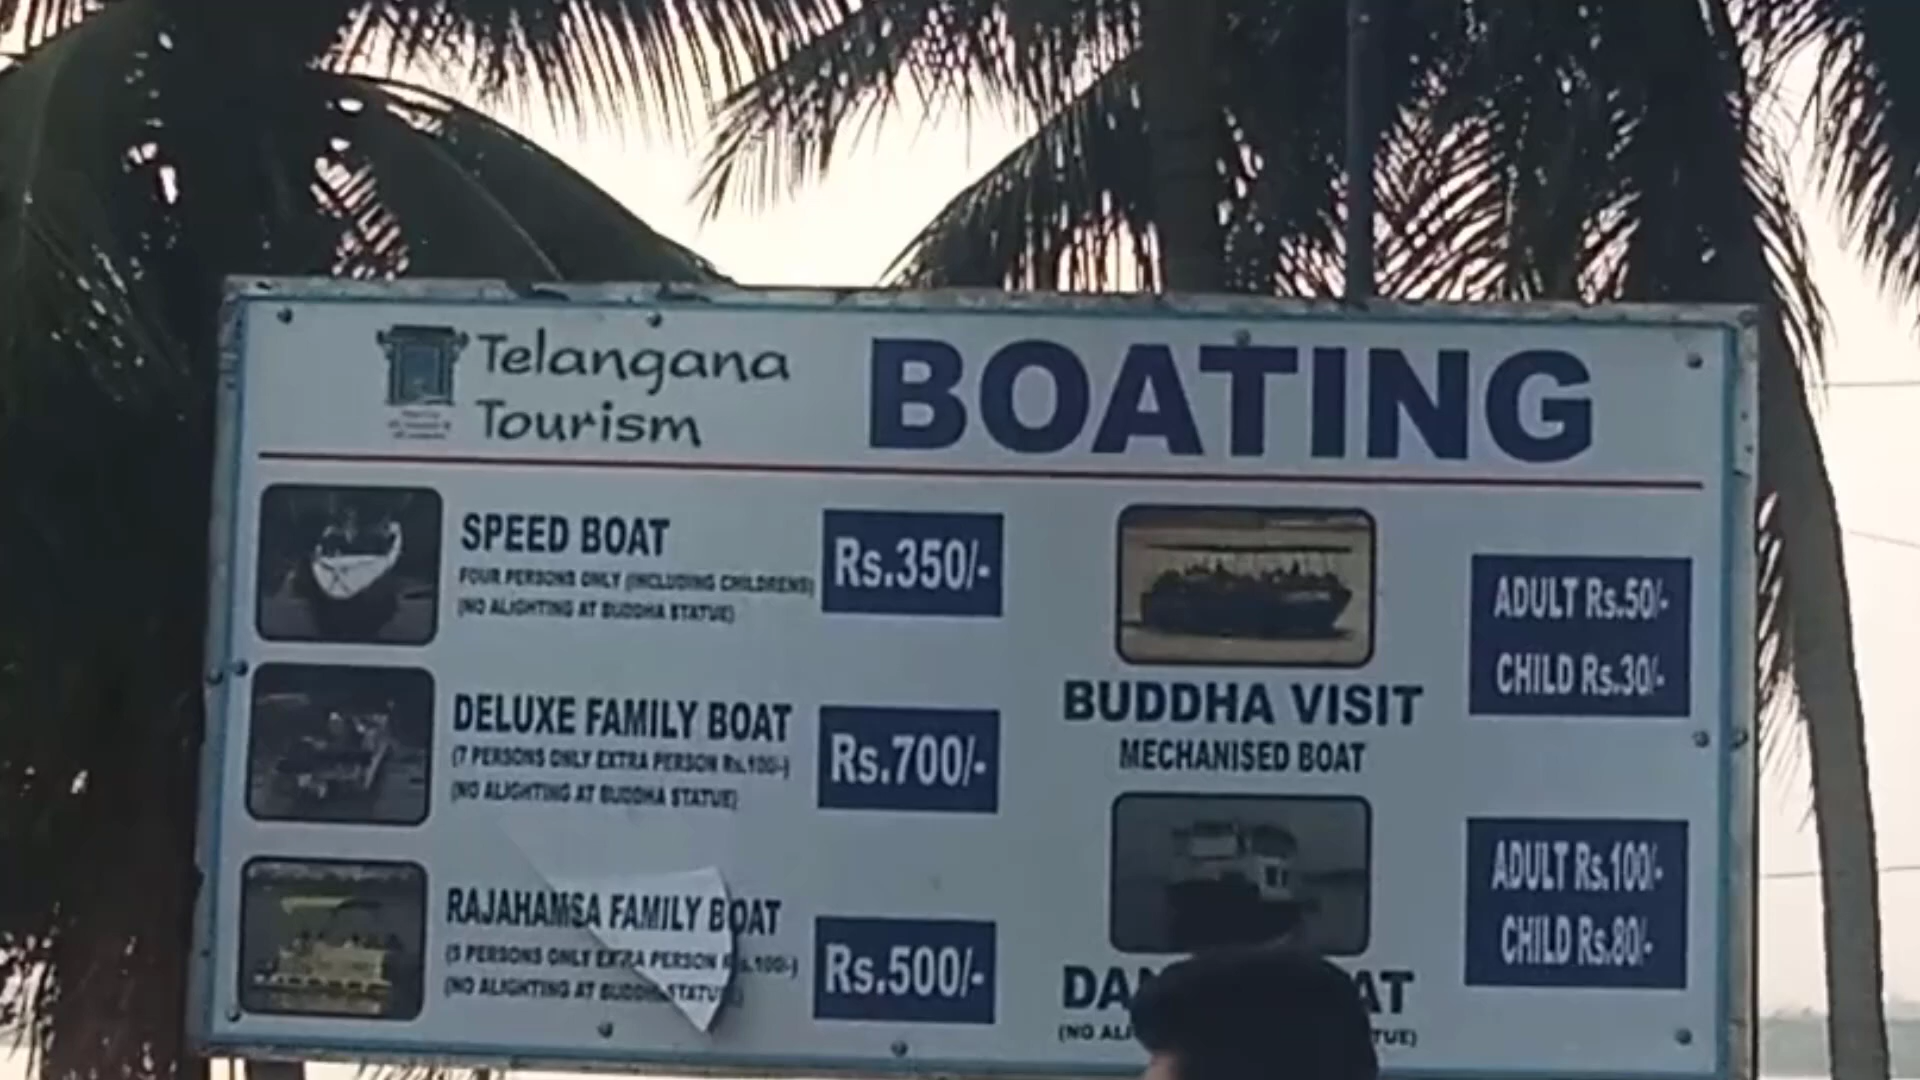 Telangana
Tourism
BOATING
SPEED BOAT
FOUR PERSONS ONLY (INCLUDING CHILDRENS)
(NO ALIGHTING AT BUDDHA STATUE)
Rs.350/-
DELUXE FAMILY BOAT
(7 PERSONS ONLY EXTRA PERSON Rs.100/-)
(NO ALIGHTING AT BUDDHA STATUE)
Rs.700/-
RAJAHAMSA FAMILY BOAT
(5 PERSONS ONLY EXTRA PERSON Rs.100/-)
(NO ALIGHTING AT BUDDHA STATUE)
Rs.500/-
BUDDHA VISIT
MECHANISED BOAT
ADULT Rs.50/-
CHILD Rs.30/-
ADULT Rs.100/-
CHILD Rs.80/-
(NO